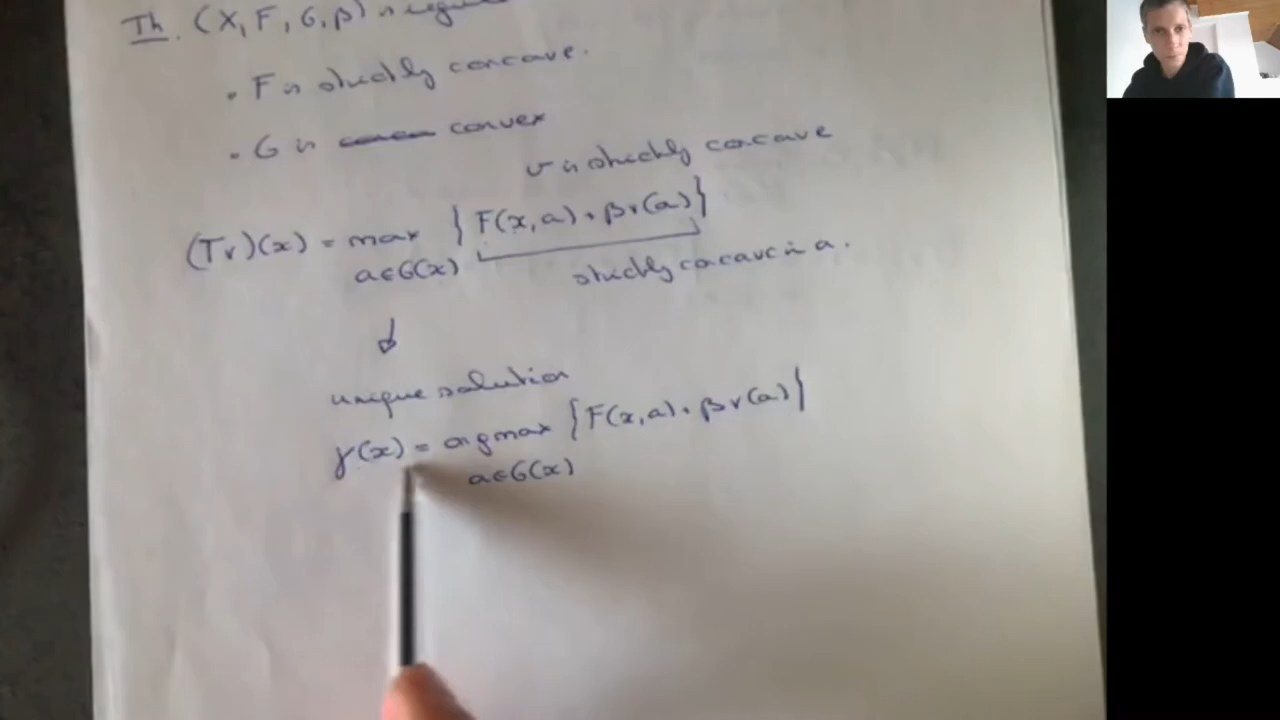 Th. (X, F, G, β) is regular
• F is strictly concave.
• G is convex
v is strictly concave
(Tv)(x) = max { F(x,a) + βv(a)}
a∈G(x)
strictly concave in a.
↓
unique solution
γ(x) = argmax {F(x,a) + βv(a)}
a∈G(x)